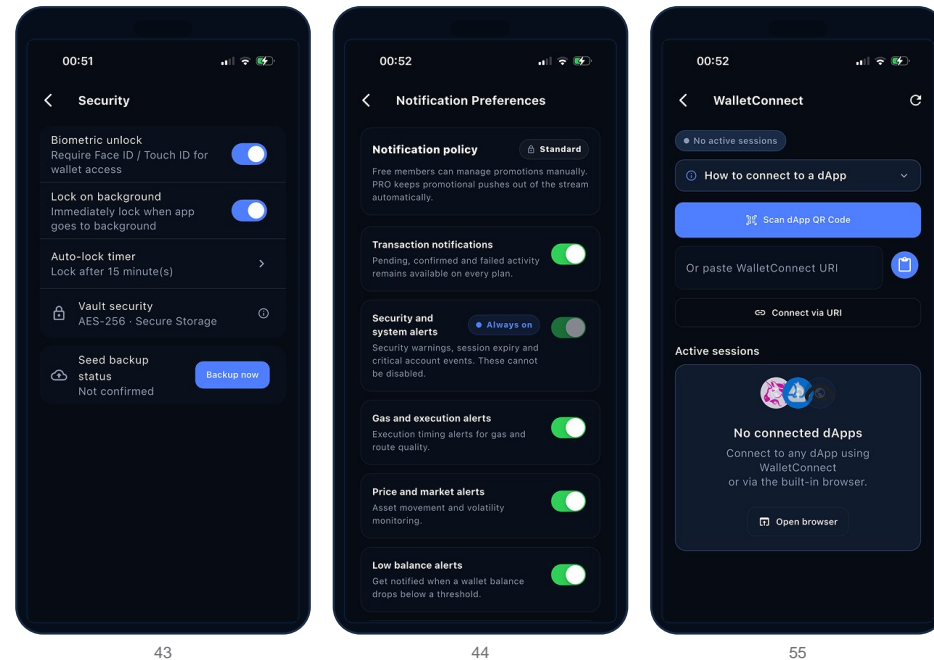 00:51
Security
Biometric unlock
Require Face ID / Touch ID for
wallet access
Lock on background
Immediately lock when app
goes to background
Auto-lock timer
Lock after 15 minute(s)
Vault security
AES-256 · Secure Storage
Seed backup
status
Not confirmed
Backup now
43
00:52
Notification Preferences
Notification policy
Standard
Free members can manage promotions manually.
PRO keeps promotional pushes out of the stream
automatically.
Transaction notifications
Pending, confirmed and failed activity
remains available on every plan.
Security and
system alerts
Always on
Security warnings, session expiry and
critical account events. These cannot
be disabled.
Gas and execution alerts
Execution timing alerts for gas and
route quality.
Price and market alerts
Asset movement and volatility
monitoring.
Low balance alerts
Get notified when a wallet balance
drops below a threshold.
44
00:52
WalletConnect
No active sessions
How to connect to a dApp
Scan dApp QR Code
Or paste WalletConnect URI
Connect via URI
Active sessions
No connected dApps
Connect to any dApp using
WalletConnect
or via the built-in browser.
Open browser
55